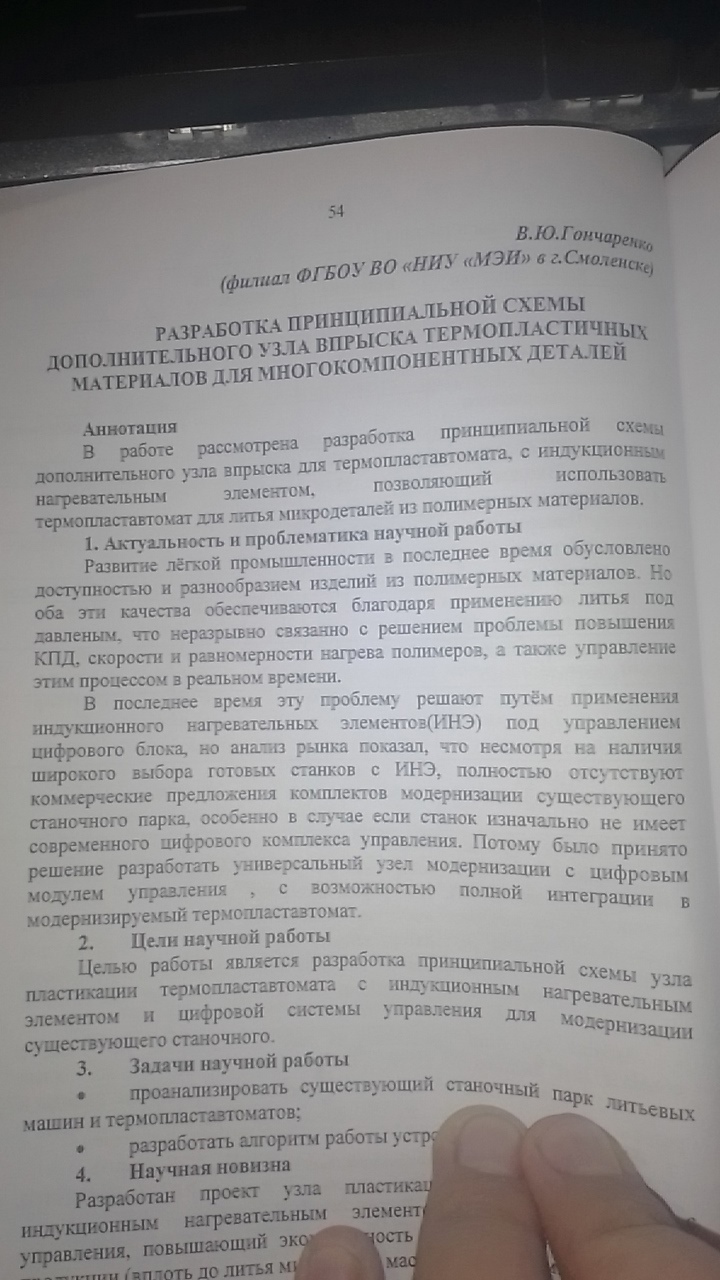 54
В.Ю.Гончаренко
(филиал ФГБОУ ВО «НИУ «МЭИ» в г.Смоленске)
РАЗРАБОТКА ПРИНЦИПИАЛЬНОЙ СХЕМЫ
ДОПОЛНИТЕЛЬНОГО УЗЛА ВПРЫСКА ТЕРМОПЛАСТИЧНЫХ
МАТЕРИАЛОВ ДЛЯ МНОГОКОМПОНЕНТНЫХ ДЕТАЛЕЙ
Аннотация
В работе рассмотрена разработка принципиальной схемы
дополнительного узла впрыска для термопластавтомата, с индукционным
нагревательным элементом, позволяющий использовать
термопластавтомат для литья микродеталей из полимерных материалов.
1. Актуальность и проблематика научной работы
Развитие лёгкой промышленности в последнее время обусловлено
доступностью и разнообразием изделий из полимерных материалов. Но
оба эти качества обеспечиваются благодаря применению литья под
давленым, что неразрывно связанно с решением проблемы повышения
КПД, скорости и равномерности нагрева полимеров, а также управление
этим процессом в реальном времени.
В последнее время эту проблему решают путём применения
индукционного нагревательных элементов(ИНЭ) под управлением
цифрового блока, но анализ рынка показал, что несмотря на наличия
широкого выбора готовых станков с ИНЭ, полностью отсутствуют
коммерческие предложения комплектов модернизации существующего
станочного парка, особенно в случае если станок изначально не имеет
современного цифрового комплекса управления. Потому было принято
решение разработать универсальный узел модернизации с цифровым
модулем управления , с возможностью полной интеграции в
модернизируемый термопластавтомат.
2. Цели научной работы
Целью работы является разработка принципиальной схемы узла
пластикации термопластавтомата с индукционным нагревательным
элементом и цифровой системы управления для модернизации
существующего станочного.
3. Задачи научной работы
• проанализировать существующий станочный парк литьевых
машин и термопластавтоматов;
• разработать алгоритм работы устро
4. Научная новизна
Разработан проект узла пластикац
индукционным нагревательным элемент
управления, повышающий эко ность
(вплоть до литья ми мас